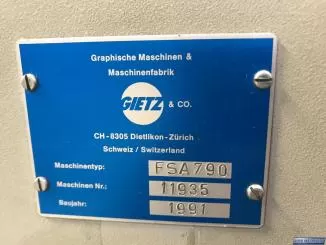 Graphische Maschinen &
Maschinenfabrik
GIETZ & CO.
CH-8305 Dietlikon-Zürich
Schweiz / Switzerland
Maschinentyp: FSA790
Maschinen Nr.: 11935
Baujahr: 1991